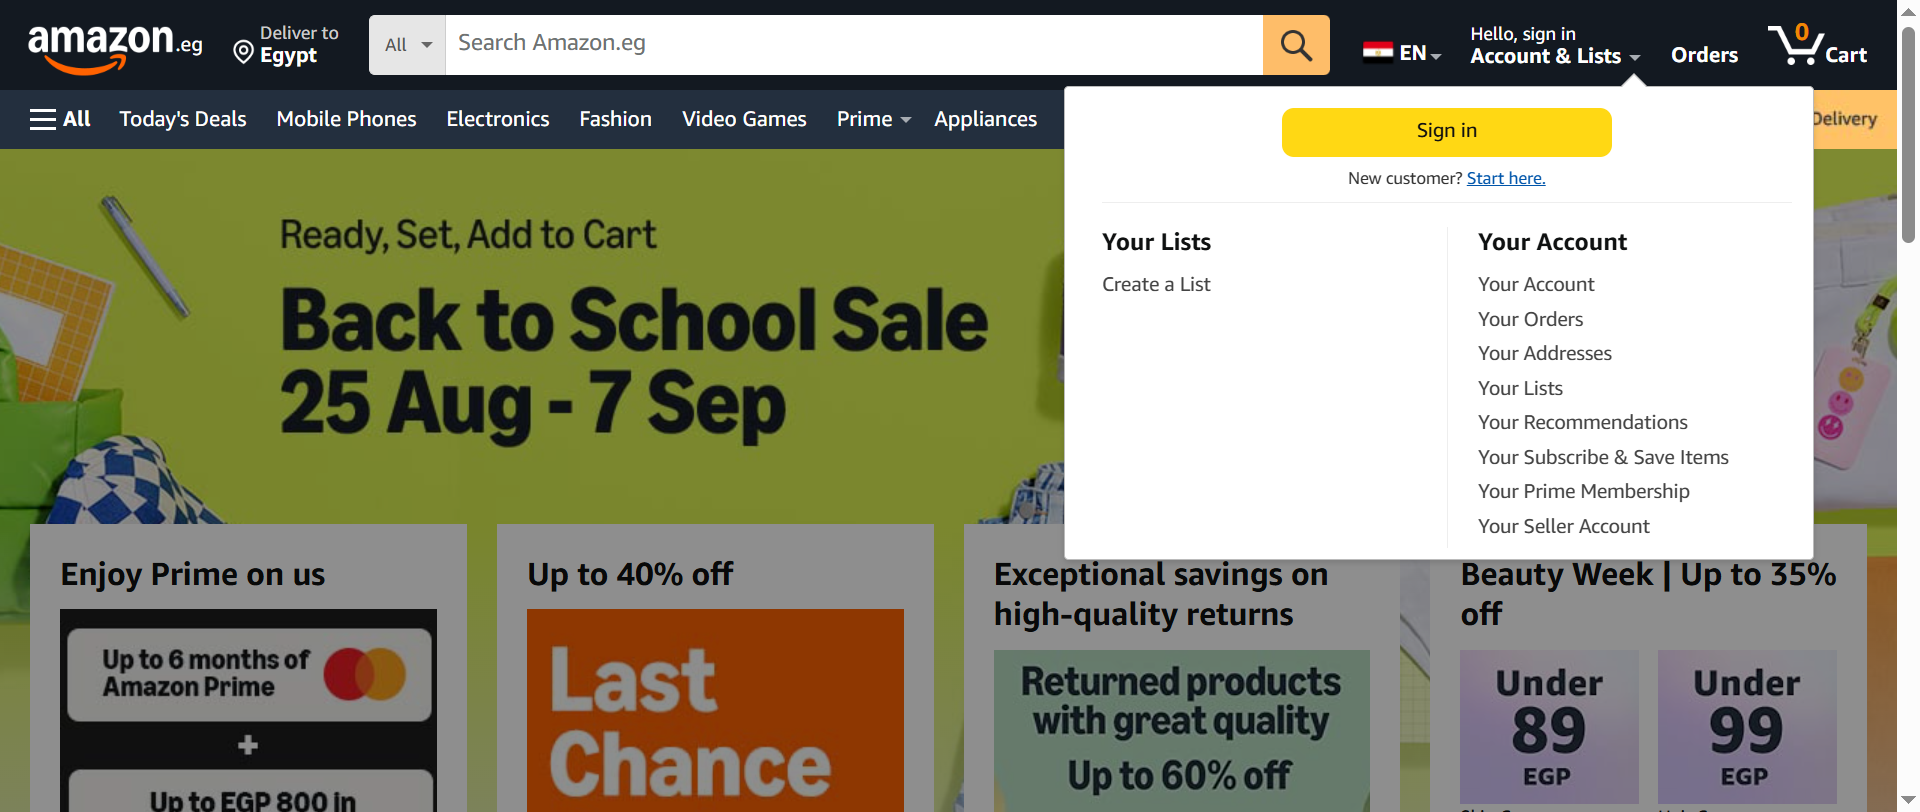 amazon.eg
Deliver to
Egypt
All
Search Amazon.eg
EN
Hello, sign in
Account & Lists
Orders
0
Cart
All
Today's Deals
Mobile Phones
Electronics
Fashion
Video Games
Prime
Appliances
Delivery
Sign in
New customer? Start here.
Your Lists
Create a List
Your Account
Your Account
Your Orders
Your Addresses
Your Lists
Your Recommendations
Your Subscribe & Save Items
Your Prime Membership
Your Seller Account
Ready, Set, Add to Cart
Back to School Sale
25 Aug - 7 Sep
Enjoy Prime on us
Up to 6 months of
Amazon Prime
+
Up to EGP 800 in
Up to 40% off
Last
Chance
Exceptional savings on
high-quality returns
Returned products
with great quality
Up to 60% off
Beauty Week | Up to 35%
off
Under
89
EGP
Under
99
EGP